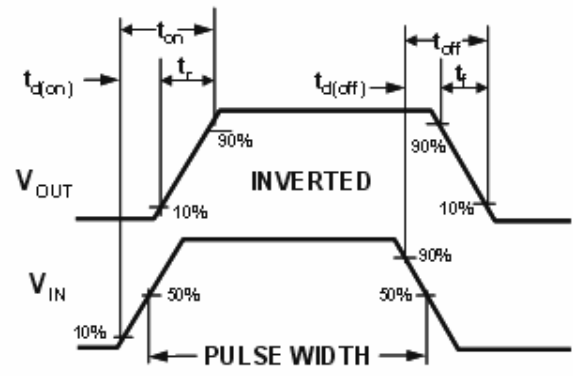 ton
toff
td(on)
tr
td(off)
tf
90%
90%
VOUT
INVERTED
10%
10%
90%
VIN
50%
50%
10%
PULSE WIDTH